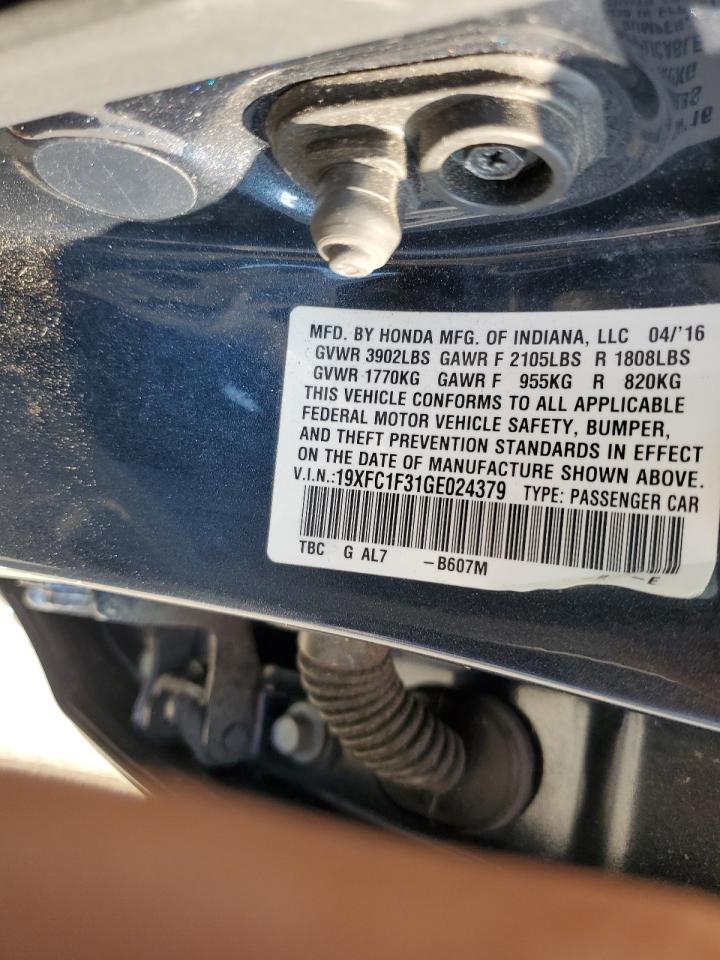 MFD. BY HONDA MFG. OF INDIANA, LLC 04/'16
GVWR 3902LBS GAWR F 2105LBS R 1808LBS
GVWR 1770KG GAWR F 955KG R 820KG
THIS VEHICLE CONFORMS TO ALL APPLICABLE
FEDERAL MOTOR VEHICLE SAFETY, BUMPER,
AND THEFT PREVENTION STANDARDS IN EFFECT
ON THE DATE OF MANUFACTURE SHOWN ABOVE.
V.I.N.:19XFC1F31GE024379 TYPE: PASSENGER CAR
TBC G AL7 -B607M -E